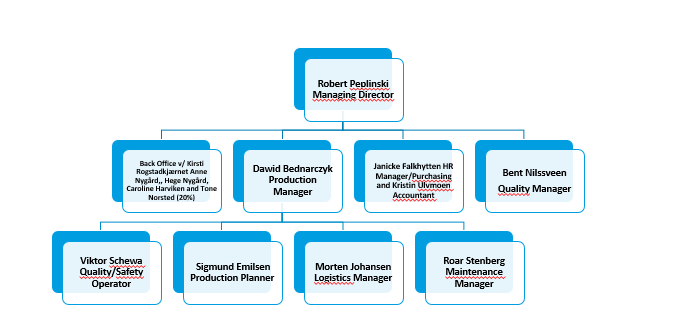 Robert Peplinski
Managing Director
Back Office v/ Kirsti
Rogstadkjærnet Anne
Nygård,, Hege Nygård,
Caroline Harviken and Tone
Norsted (20%)
Dawid Bednarczyk
Production
Manager
Janicke Falkhytten HR
Manager/Purchasing
and Kristin Ulvmoen
Accountant
Bent Nilssveen
Quality Manager
Viktor Schewa
Quality/Safety
Operator
Sigmund Emilsen
Production Planner
Morten Johansen
Logistics Manager
Roar Stenberg
Maintenance
Manager